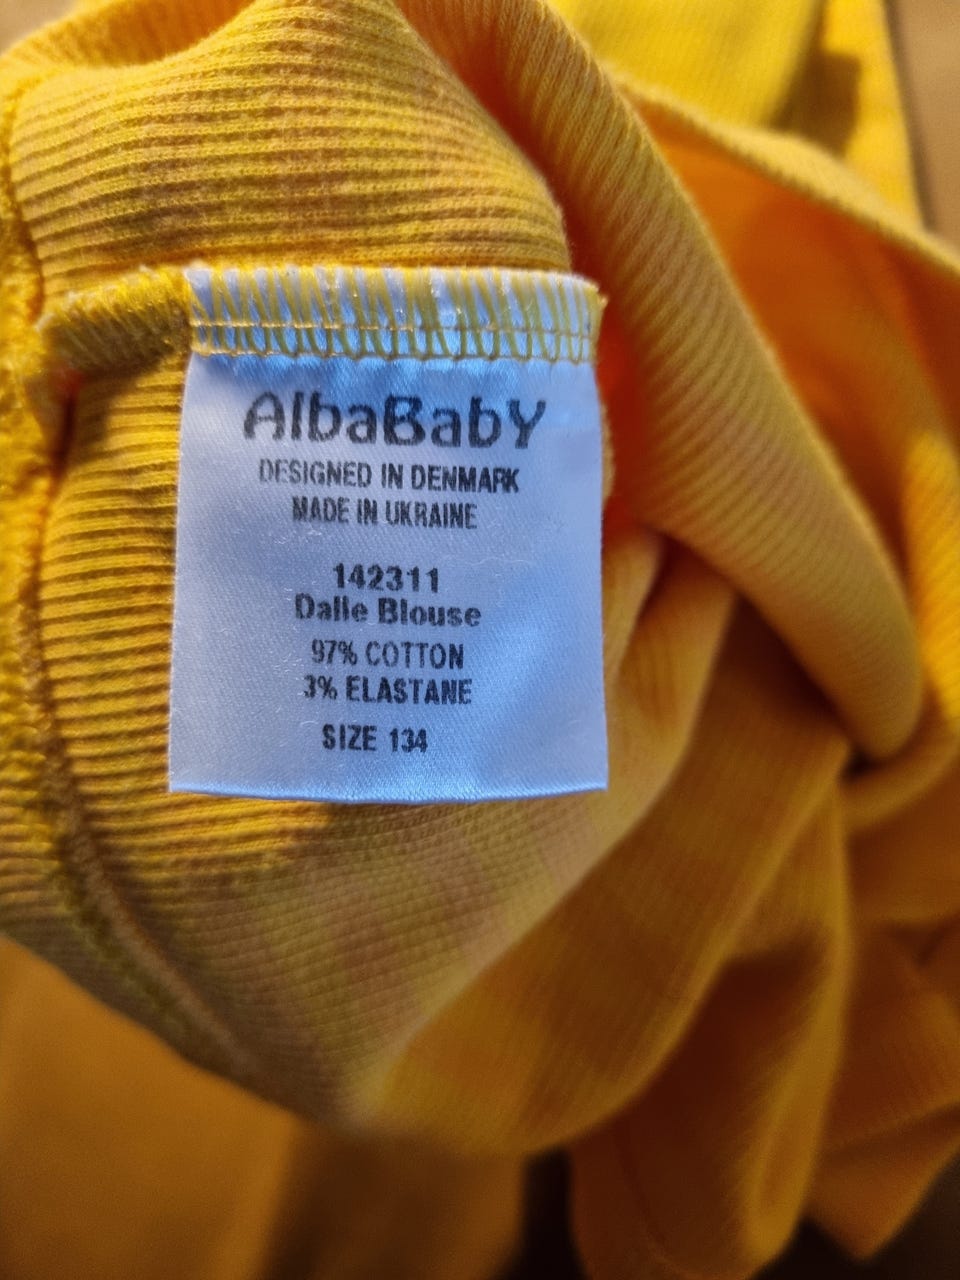 AlbaBabY
DESIGNED IN DENMARK
MADE IN UKRAINE
142311
Dalle Blouse
97% COTTON
3% ELASTANE
SIZE 134